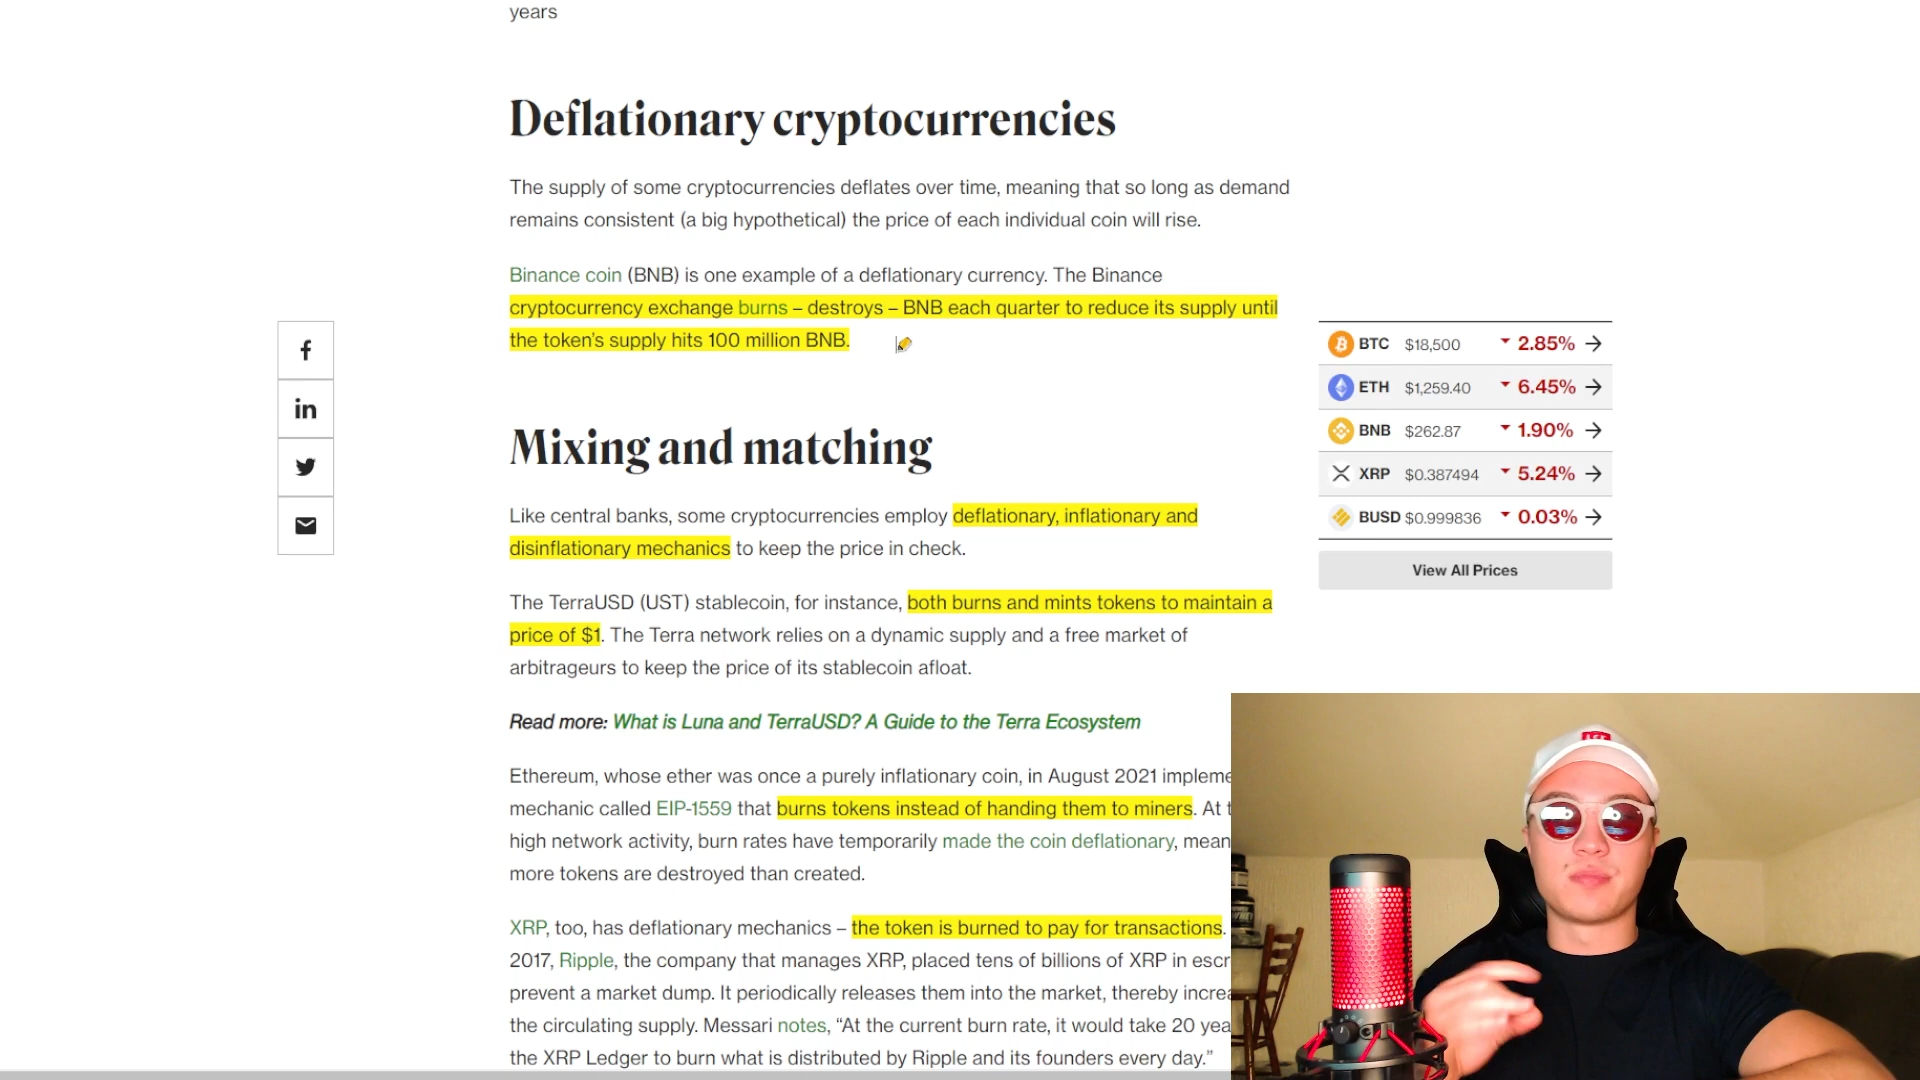 years
Deflationary cryptocurrencies
The supply of some cryptocurrencies deflates over time, meaning that so long as demand
remains consistent (a big hypothetical) the price of each individual coin will rise.
Binance coin (BNB) is one example of a deflationary currency. The Binance
cryptocurrency exchange burns – destroys – BNB each quarter to reduce its supply until
the token's supply hits 100 million BNB.
BTC $18,500 2.85%
ETH $1,259.40 6.45%
BNB $262.87 1.90%
XRP $0.387494 5.24%
BUSD $0.999836 0.03%
View All Prices
Mixing and matching
Like central banks, some cryptocurrencies employ deflationary, inflationary and
disinflationary mechanics to keep the price in check.
The TerraUSD (UST) stablecoin, for instance, both burns and mints tokens to maintain a
price of $1. The Terra network relies on a dynamic supply and a free market of
arbitrageurs to keep the price of its stablecoin afloat.
Read more: What is Luna and TerraUSD? A Guide to the Terra Ecosystem
Ethereum, whose ether was once a purely inflationary coin, in August 2021
mechanic called EIP-1559 that burns tokens instead of handing them to miners. At
high network activity, burn rates have temporarily made the coin deflationary,
more tokens are destroyed than created.
XRP, too, has deflationary mechanics – the token is burned to pay for transactions.
2017, Ripple, the company that manages XRP, placed tens of billions of XRP in
prevent a market dump. It periodically releases them into the market, thereby
the circulating supply. Messari notes, “At the current burn rate, it would take 20
the XRP Ledger to burn what is distributed by Ripple and its founders every day.”